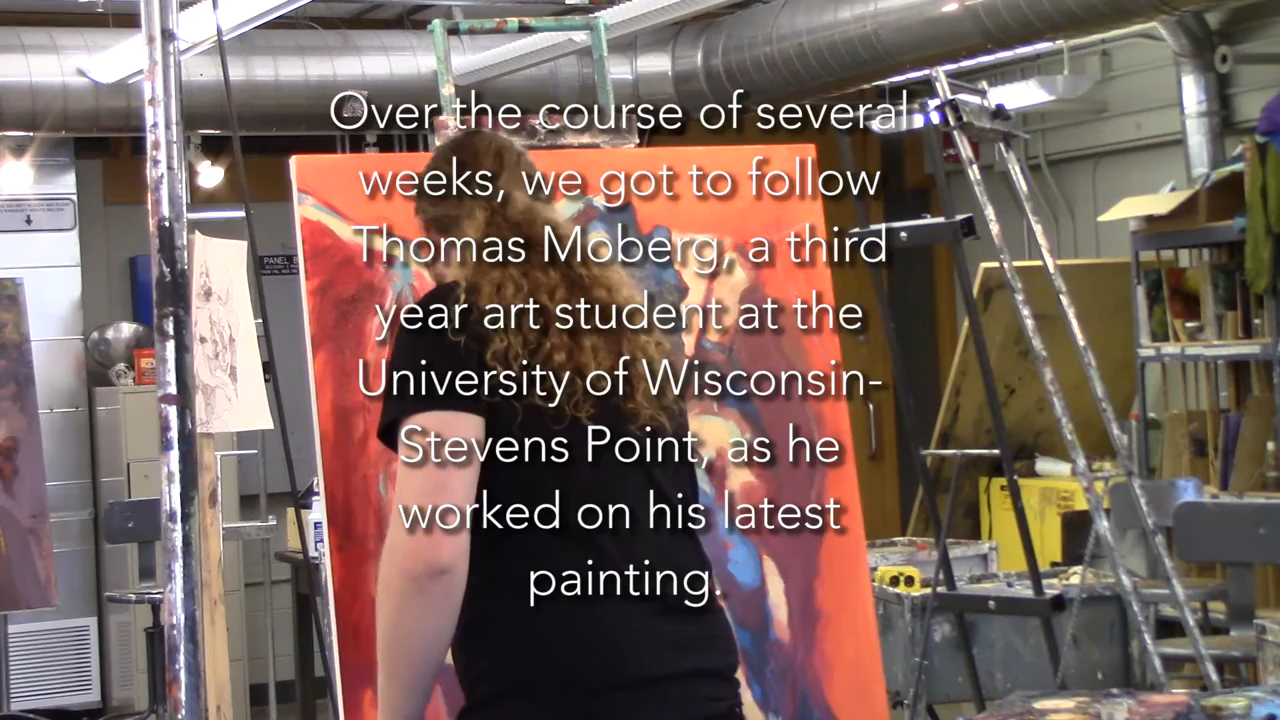 Over the course of several
weeks, we got to follow
Thomas Moberg, a third
year art student at the
University of Wisconsin-
Stevens Point, as he
worked on his latest
painting.
PANEL B